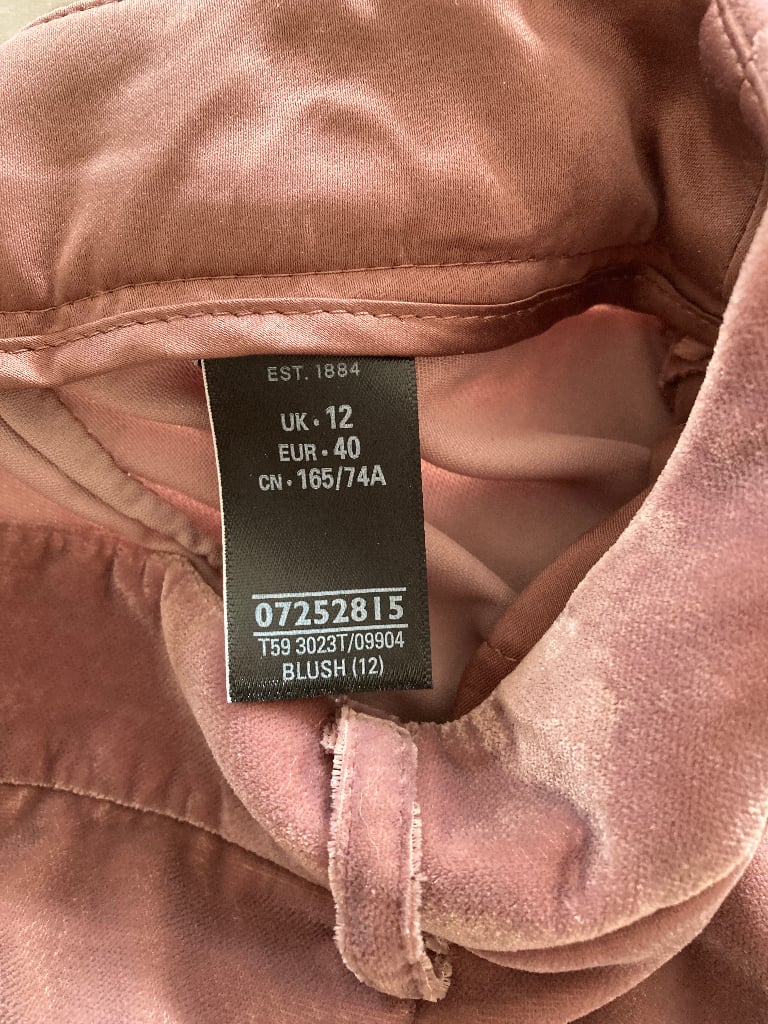 EST. 1884
UK • 12
EUR • 40
CN • 165/74A
07252815
T59 3023T/09904
BLUSH (12)